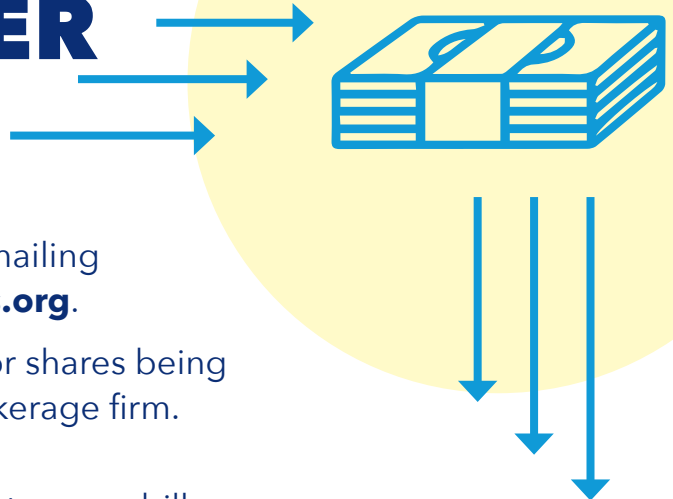 ER
nailing
.org.
or shares being
kerage firm.